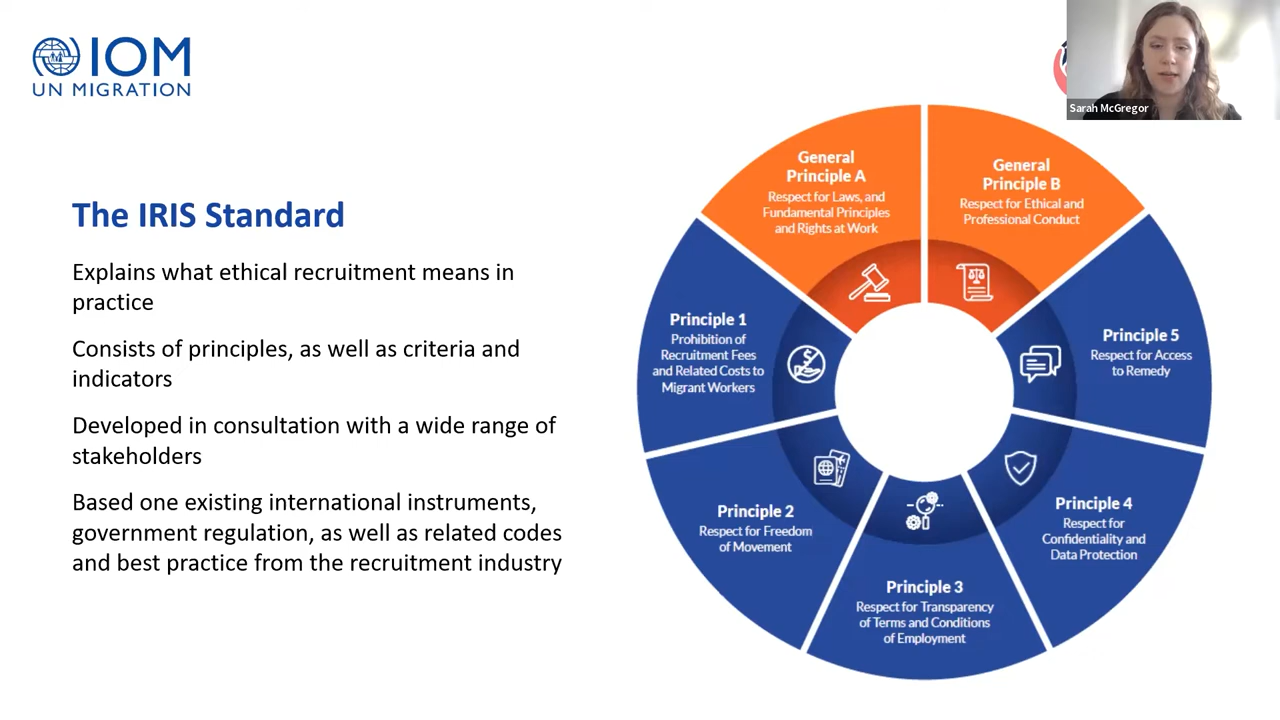 IOM
UN MIGRATION
Sarah McGregor
The IRIS Standard
Explains what ethical recruitment means in
practice
Consists of principles, as well as criteria and
indicators
Developed in consultation with a wide range of
stakeholders
Based one existing international instruments,
government regulation, as well as related codes
and best practice from the recruitment industry
General
Principle A
Respect for Laws, and
Fundamental Principles
and Rights at Work
General
Principle B
Respect for Ethical and
Professional Conduct
Principle 1
Prohibition of
Recruitment Fees
and Related Costs to
Migrant Workers
Principle 5
Respect for Access
to Remedy
Principle 2
Respect for Freedom
of Movement
Principle 4
Respect for
Confidentiality and
Data Protection
Principle 3
Respect for Transparency
of Terms and Conditions
of Employment